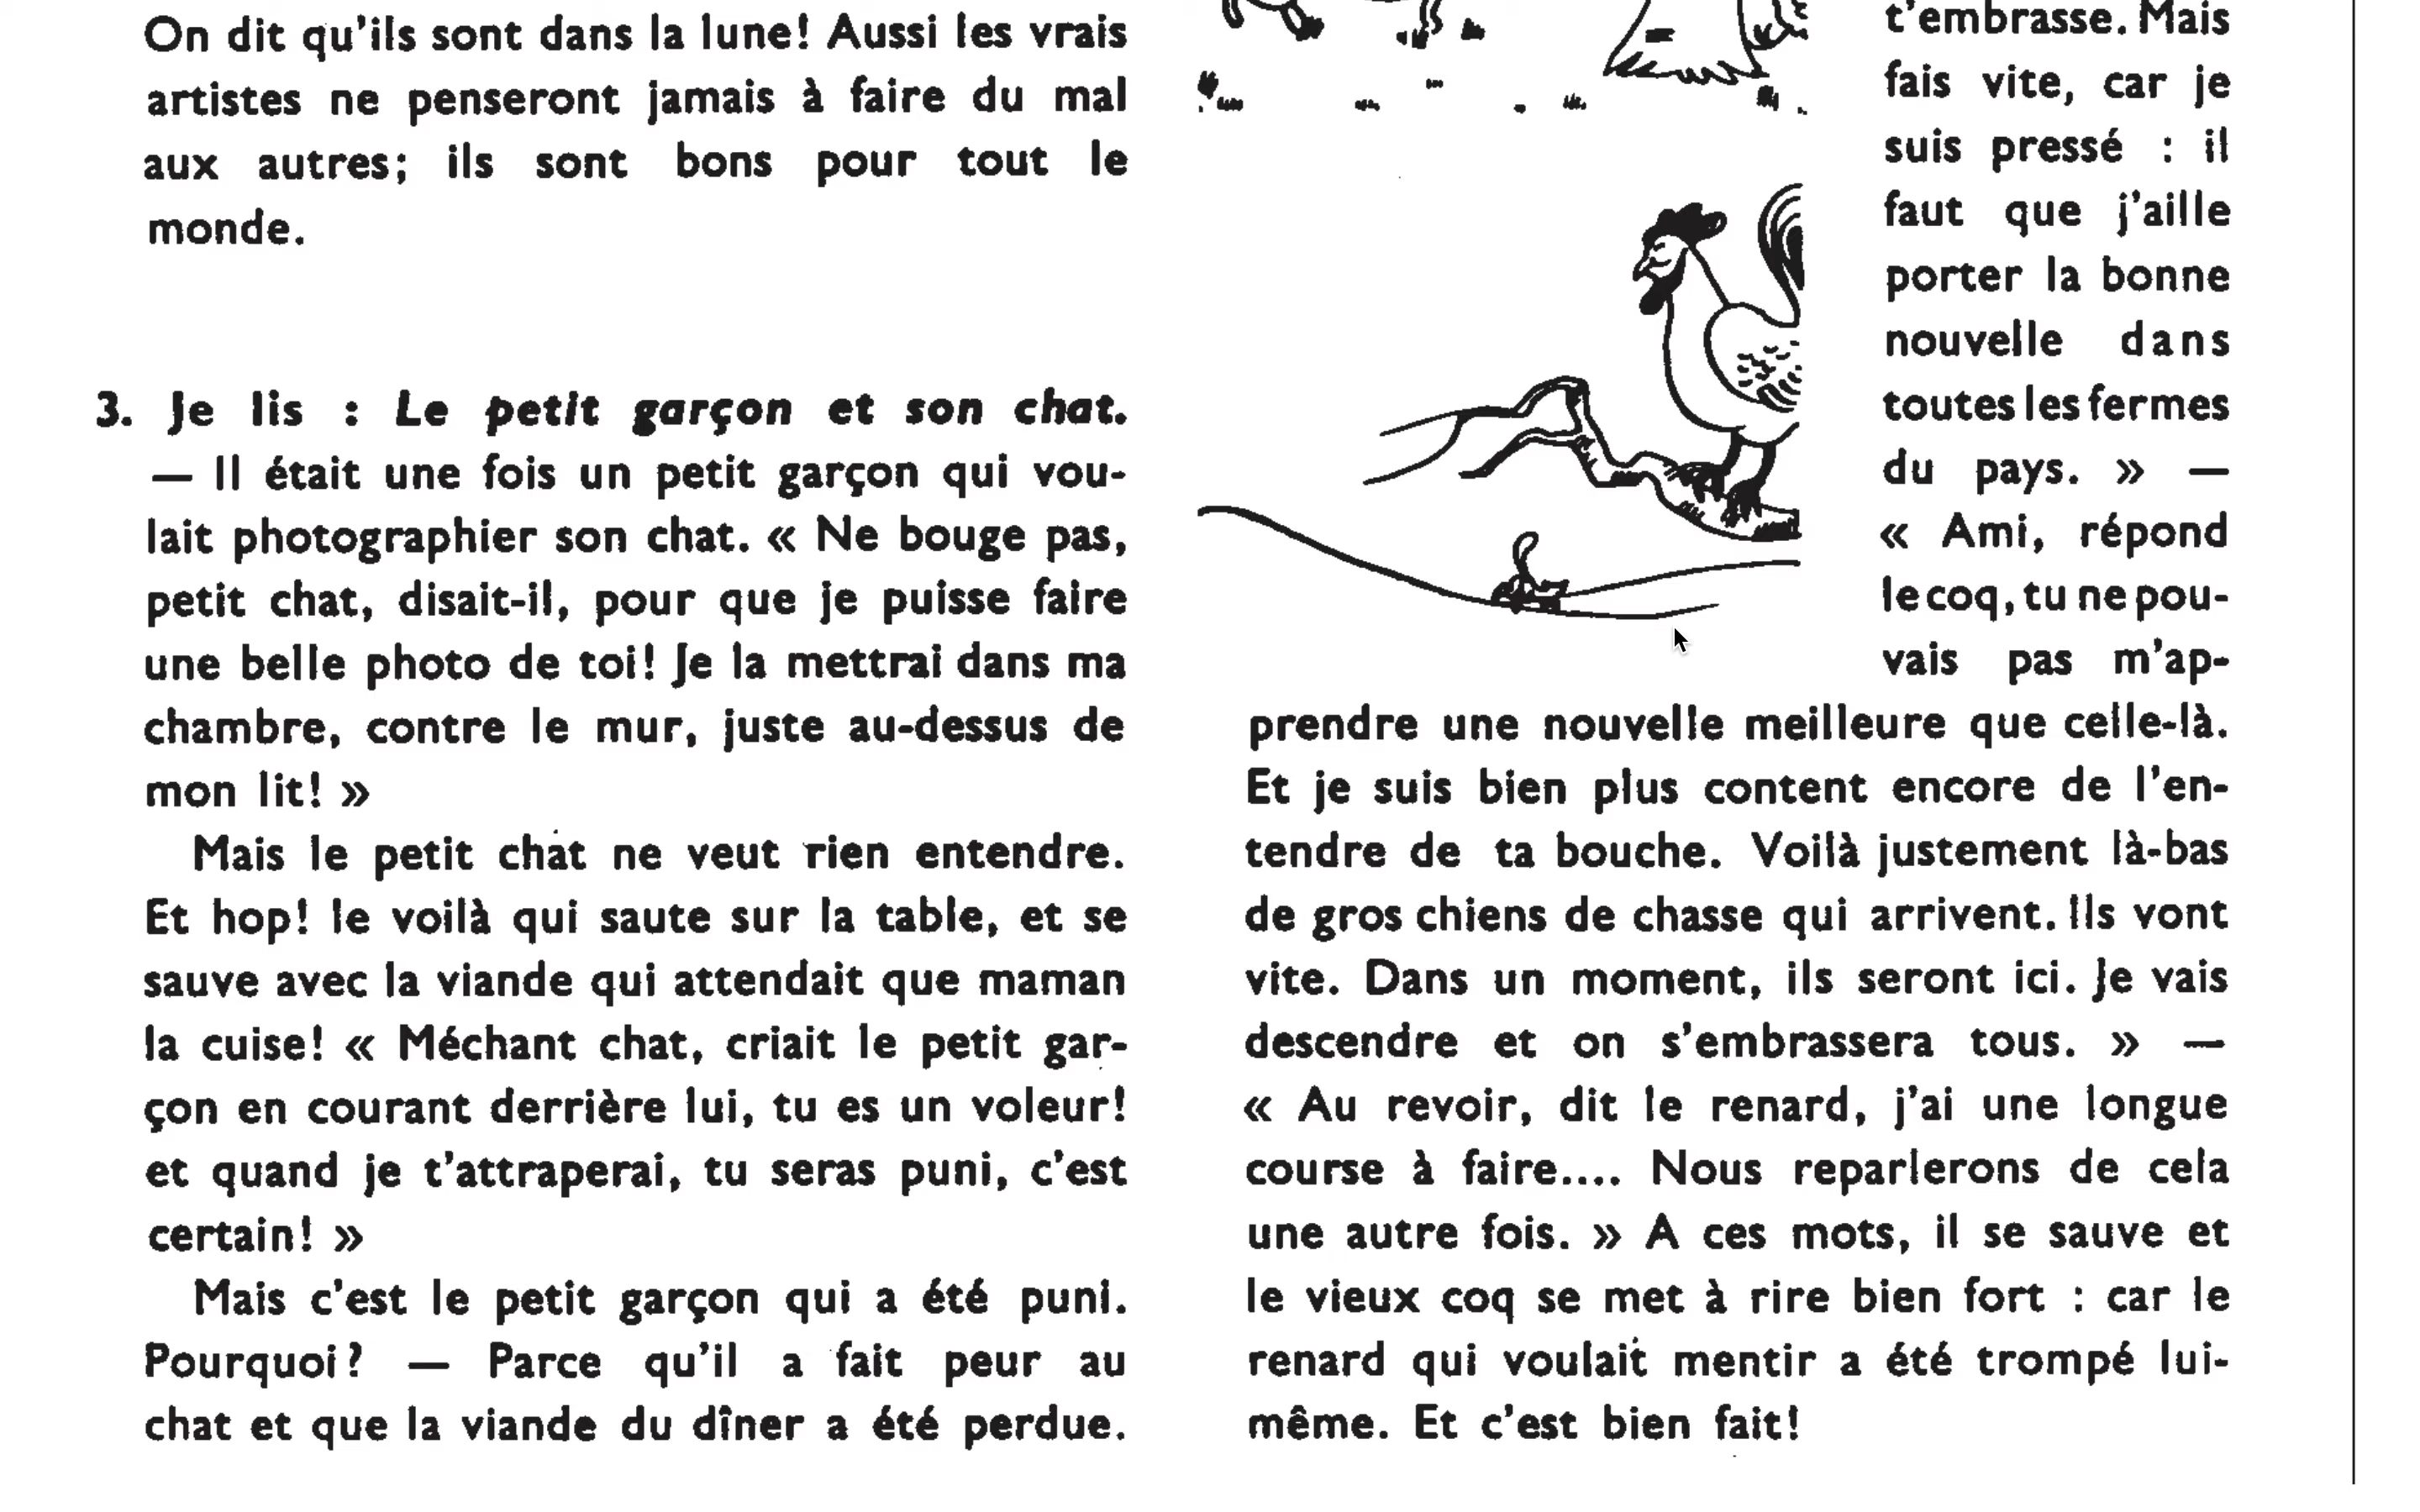 On dit qu'ils sont dans la lune! Aussi les vrais
artistes ne penseront jamais à faire du mal
aux autres; ils sont bons pour tout le
monde.
3. Je lis : Le petit garçon et son chat.
— Il était une fois un petit garçon qui vou-
lait photographier son chat. « Ne bouge pas,
petit chat, disait-il, pour que je puisse faire
une belle photo de toi! Je la mettrai dans ma
chambre, contre le mur, juste au-dessus de
mon lit! »
Mais le petit chat ne veut rien entendre.
Et hop! le voilà qui saute sur la table, et se
sauve avec la viande qui attendait que maman
la cuise! « Méchant chat, criait le petit gar-
çon en courant derrière lui, tu es un voleur!
et quand je t'attraperai, tu seras puni, c'est
certain! »
Mais c'est le petit garçon qui a été puni.
Pourquoi? — Parce qu'il a fait peur au
chat et que la viande du dîner a été perdue.
t'embrasse. Mais
fais vite, car je
suis pressé : il
faut que j'aille
porter la bonne
nouvelle dans
toutes les fermes
du pays. » —
« Ami, répond
le coq, tu ne pou-
vais pas m'ap-
prendre une nouvelle meilleure que celle-là.
Et je suis bien plus content encore de l'en-
tendre de ta bouche. Voilà justement là-bas
de gros chiens de chasse qui arrivent. Ils vont
vite. Dans un moment, ils seront ici. Je vais
descendre et on s'embrassera tous. » —
« Au revoir, dit le renard, j'ai une longue
course à faire.... Nous reparlerons de cela
une autre fois. » A ces mots, il se sauve et
le vieux coq se met à rire bien fort : car le
renard qui voulait mentir a été trompé lui-
même. Et c'est bien fait!